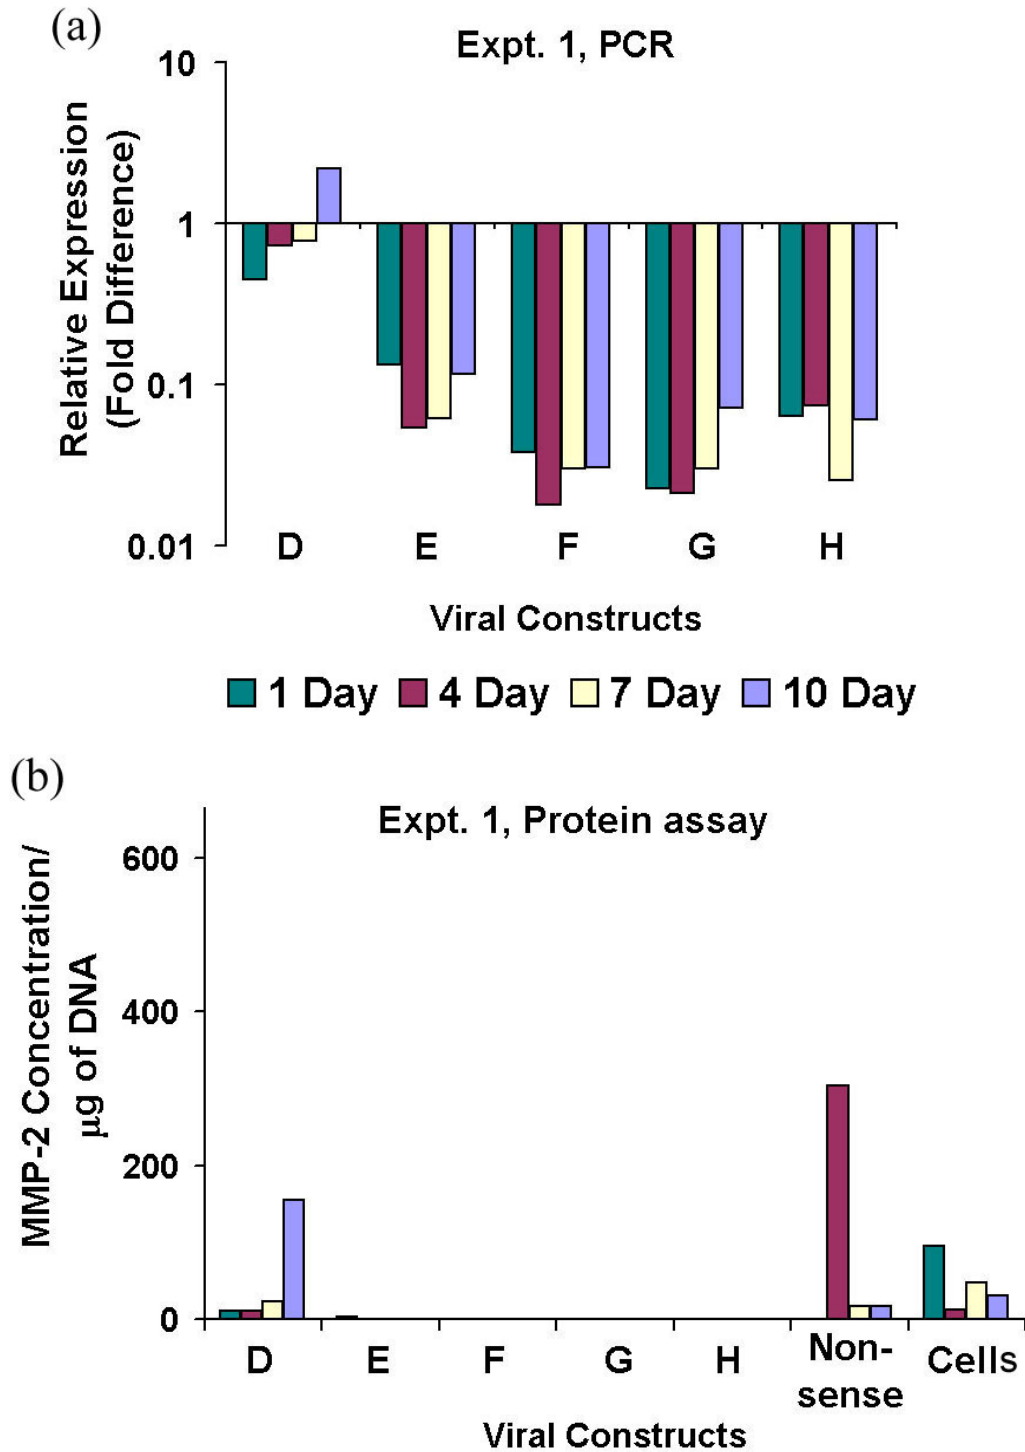 (a)
Expt. 1, PCR
Relative Expression
(Fold Difference)
10
1
0.1
0.01
D E F G H
Viral Constructs
1 Day 4 Day 7 Day 10 Day
(b)
Expt. 1, Protein assay
MMP-2 Concentration/
µg of DNA
600
400
200
0
D E F G H Non-
sense Cells
Viral Constructs